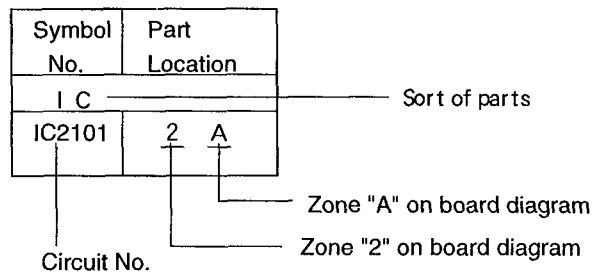 Symbol No. Part Location
I C Sort of parts
IC2101 2 A
Zone "A" on board diagram
Zone "2" on board diagram
Circuit No.